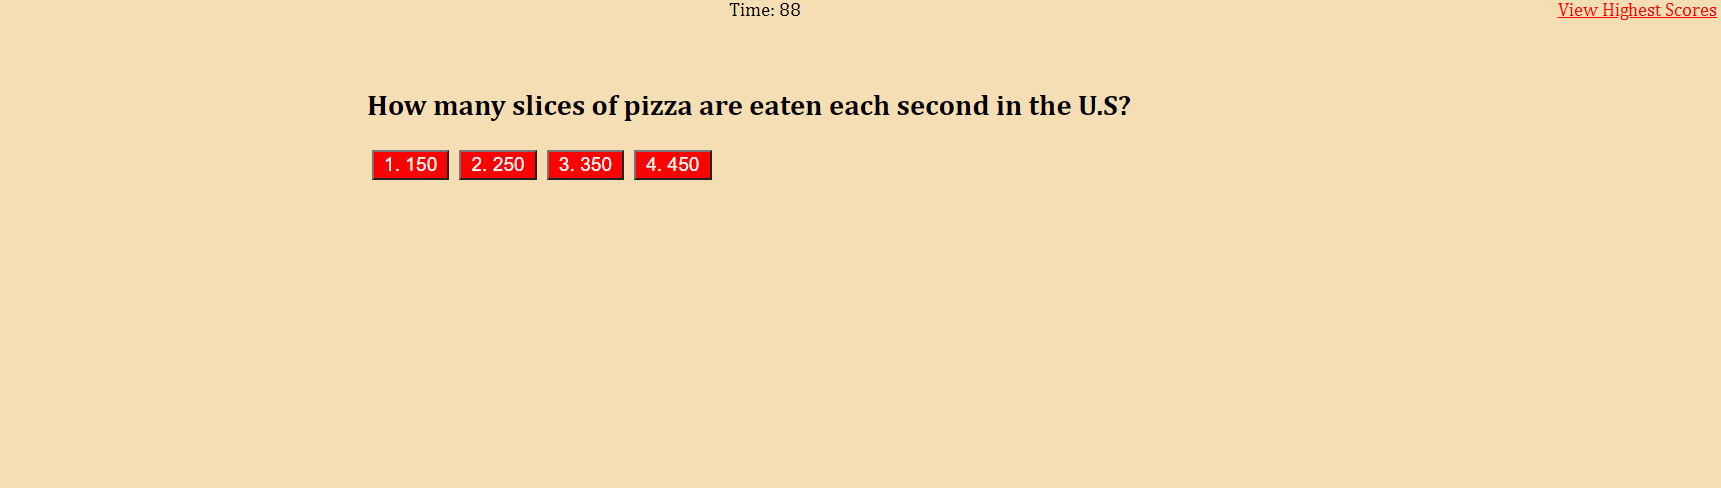 Time: 88
View Highest Scores
How many slices of pizza are eaten each second in the U.S?
1. 150 2. 250 3. 350 4. 450